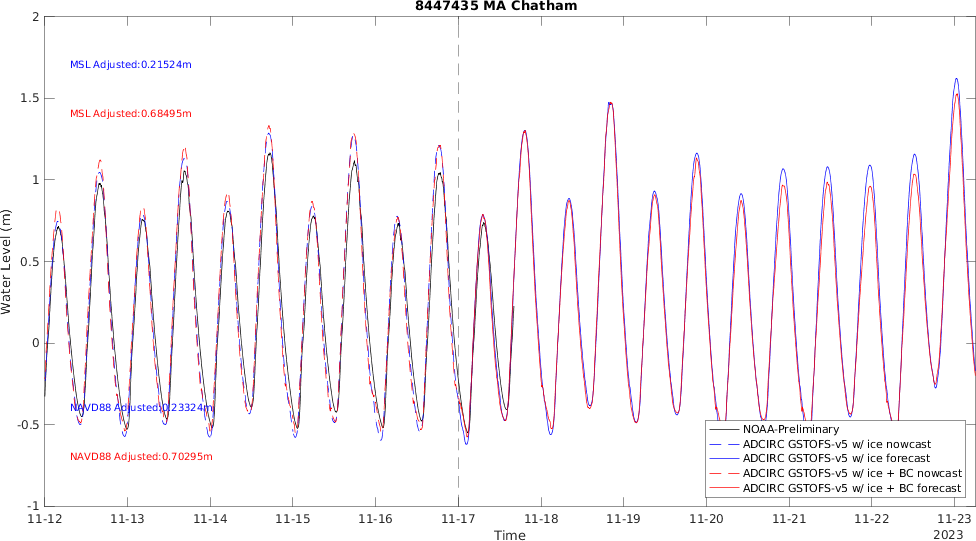 8447435 MA Chatham
2
1.5
1
0.5
0
-0.5
-1
Water Level (m)
MSL Adjusted:0.21524m
MSL Adjusted:0.68495m
NAVD88 Adjusted:0.23324m
NAVD88 Adjusted:0.70295m
NOAA-Preliminary
ADCIRC GSTOFS-v5 w/ ice nowcast
ADCIRC GSTOFS-v5 w/ ice forecast
ADCIRC GSTOFS-v5 w/ ice + BC nowcast
ADCIRC GSTOFS-v5 w/ ice + BC forecast
11-12 11-13 11-14 11-15 11-16 11-17 11-18 11-19 11-20 11-21 11-22 11-23
2023
Time